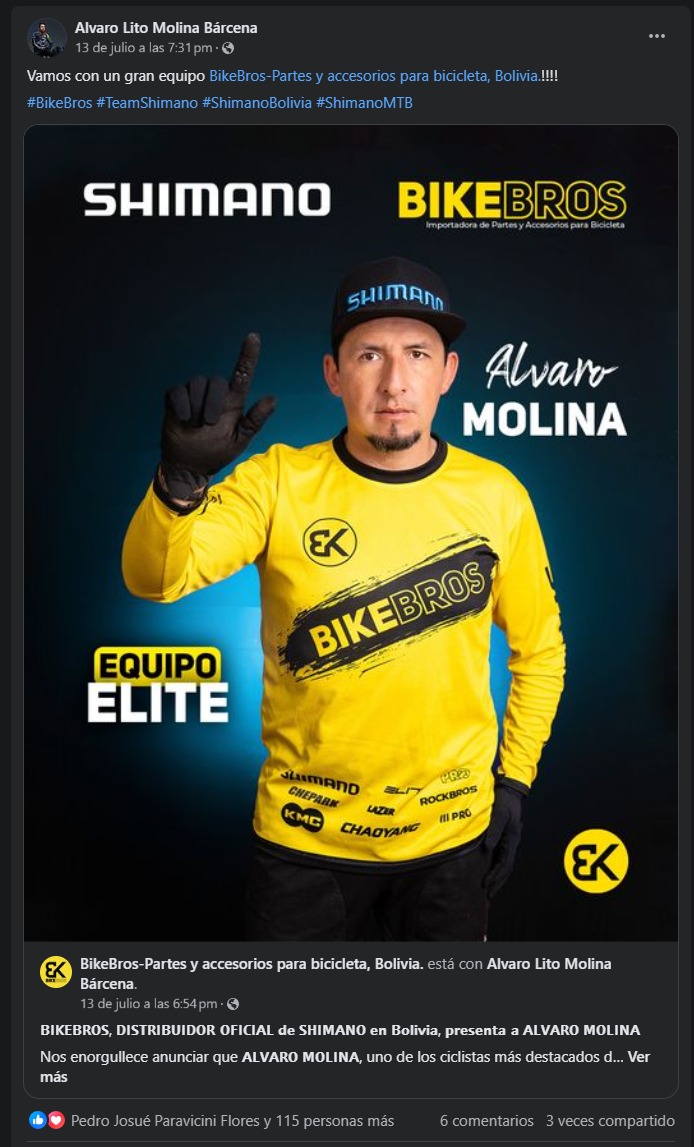 Alvaro Lito Molina Bárcena
13 de julio a las 7:31 pm ·
Vamos con un gran equipo BikeBros-Partes y accesorios para bicicleta, Bolivia.!!!!
#BikeBros #TeamShimano #ShimanoBolivia #ShimanoMTB
SHIMANO
BIKEBROS
Importadora de Partes y Accesorios para Bicicleta
SHIMANO
Alvaro
MOLINA
BK
BIKEBROS
EQUIPO
ELITE
SHIMANO
PRO
CHEPARK
ELIT
ROCKBROS
LAZER
KMC
CHAOYANG
III PRO
BK
BK
BikeBros-Partes y accesorios para bicicleta, Bolivia. está con Alvaro Lito Molina
Bárcena.
13 de julio a las 6:54 pm ·
BIKEBROS, DISTRIBUIDOR OFICIAL de SHIMANO en Bolivia, presenta a ALVARO MOLINA
Nos enorgullece anunciar que ALVARO MOLINA, uno de los ciclistas más destacados d... Ver
más
Pedro Josué Paravicini Flores y 115 personas más
6 comentarios
3 veces compartido